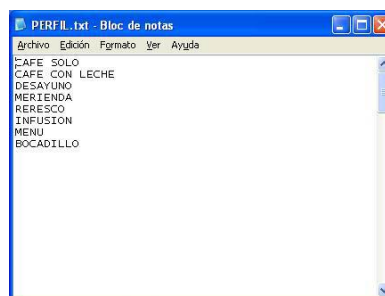 PERFIL.txt - Bloc de notas
Archivo Edición Formato Ver Ayuda
CAFE SOLO
CAFE CON LECHE
DESAYUNO
MERIENDA
RERESCO
INFUSION
MENU
BOCADILLO